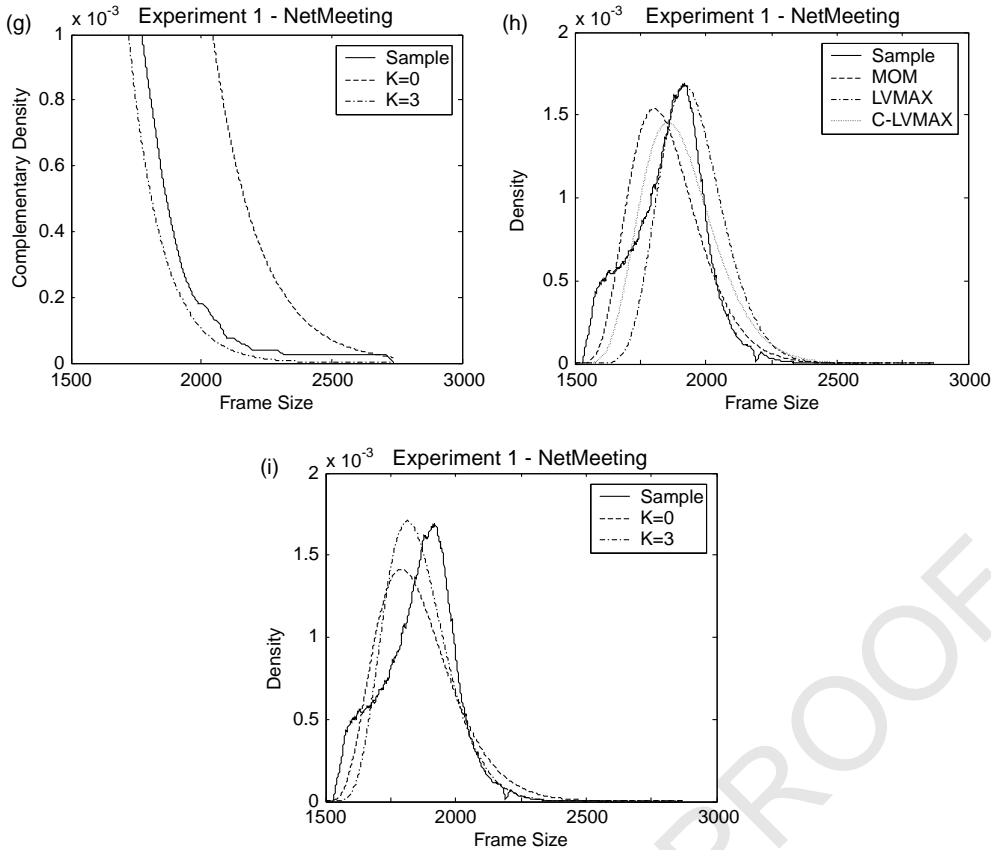 (g)
x 10-3
Experiment 1 - NetMeeting
1
0.8
0.6
0.4
0.2
0
Complementary Density
Sample
K=0
K=3
1500 2000 2500 3000
Frame Size
(h)
x 10-3
Experiment 1 - NetMeeting
2
1.5
1
0.5
0
Density
Sample
MOM
LVMAX
C-LVMAX
1500 2000 2500 3000
Frame Size
(i)
x 10-3
Experiment 1 - NetMeeting
2
1.5
1
0.5
0
Density
Sample
K=0
K=3
1500 2000 2500 3000
Frame Size
PROOF